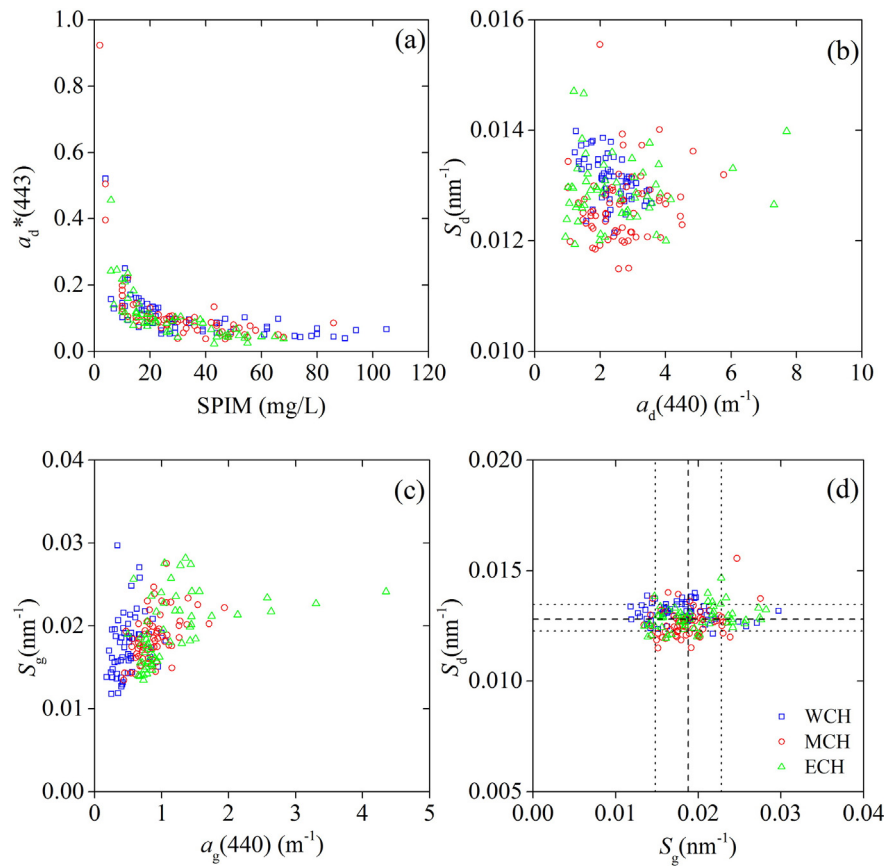 1.0
0.8
0.6
0.4
0.2
0.0
a_d*(443)
(a)
0 20 40 60 80 100 120
SPIM (mg/L)
0.016
0.014
0.012
0.010
S_d(nm⁻¹)
(b)
0 2 4 6 8 10
a_d(440) (m⁻¹)
0.04
0.03
0.02
0.01
0.00
S_g(nm⁻¹)
(c)
0 1 2 3 4 5
a_g(440) (m⁻¹)
0.020
0.015
0.010
0.005
S_d(nm⁻¹)
(d)
WCH
MCH
ECH
0.00 0.01 0.02 0.03 0.04
S_g(nm⁻¹)